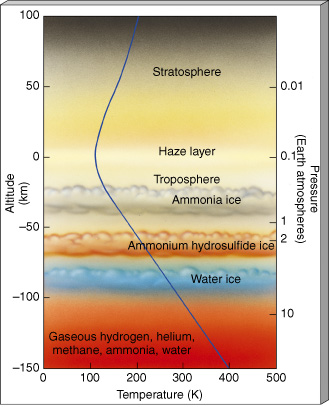 100
50
0
−50
−100
−150
Altitude
(km)
Stratosphere
Haze layer
Troposphere
Ammonia ice
Ammonium hydrosulfide ice
Water ice
Gaseous hydrogen, helium,
methane, ammonia, water
0.01
0.1
1
2
10
Pressure
(Earth atmospheres)
0 100 200 300 400 500
Temperature (K)